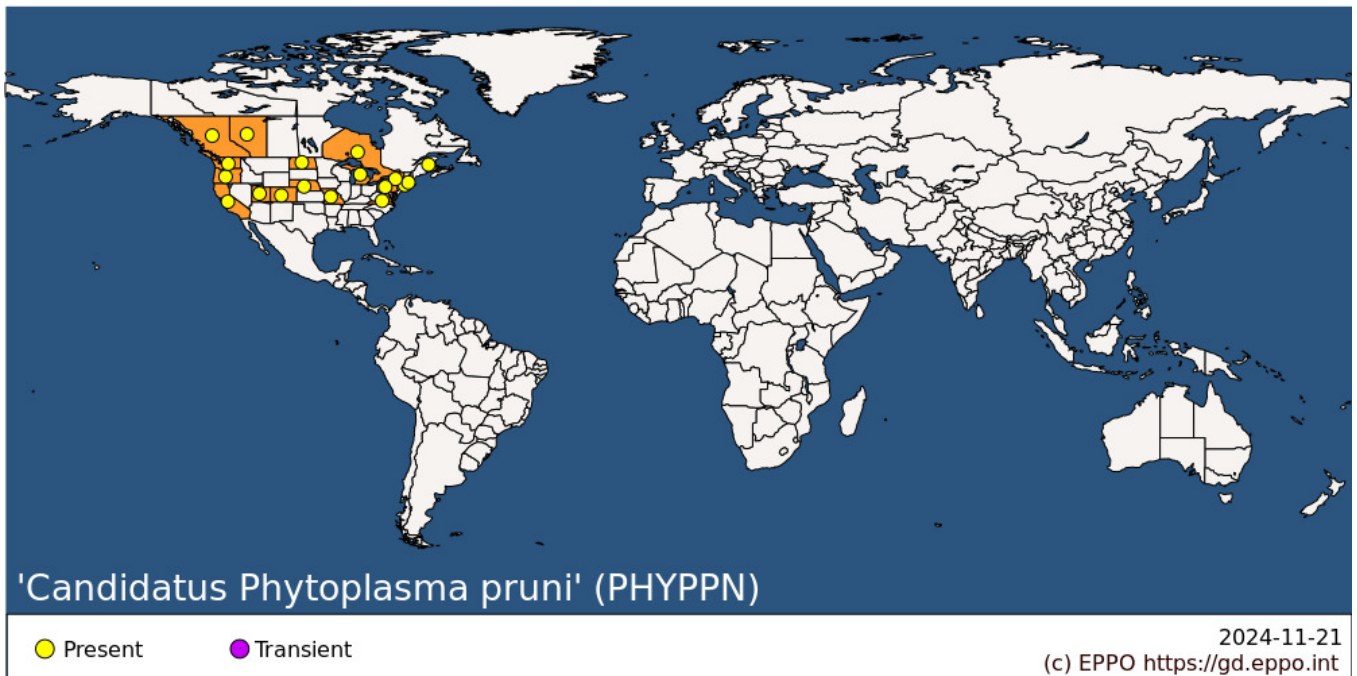 'Candidatus Phytoplasma pruni' (PHYPPN)
Present
Transient
2024-11-21
(c) EPPO https://gd.eppo.int